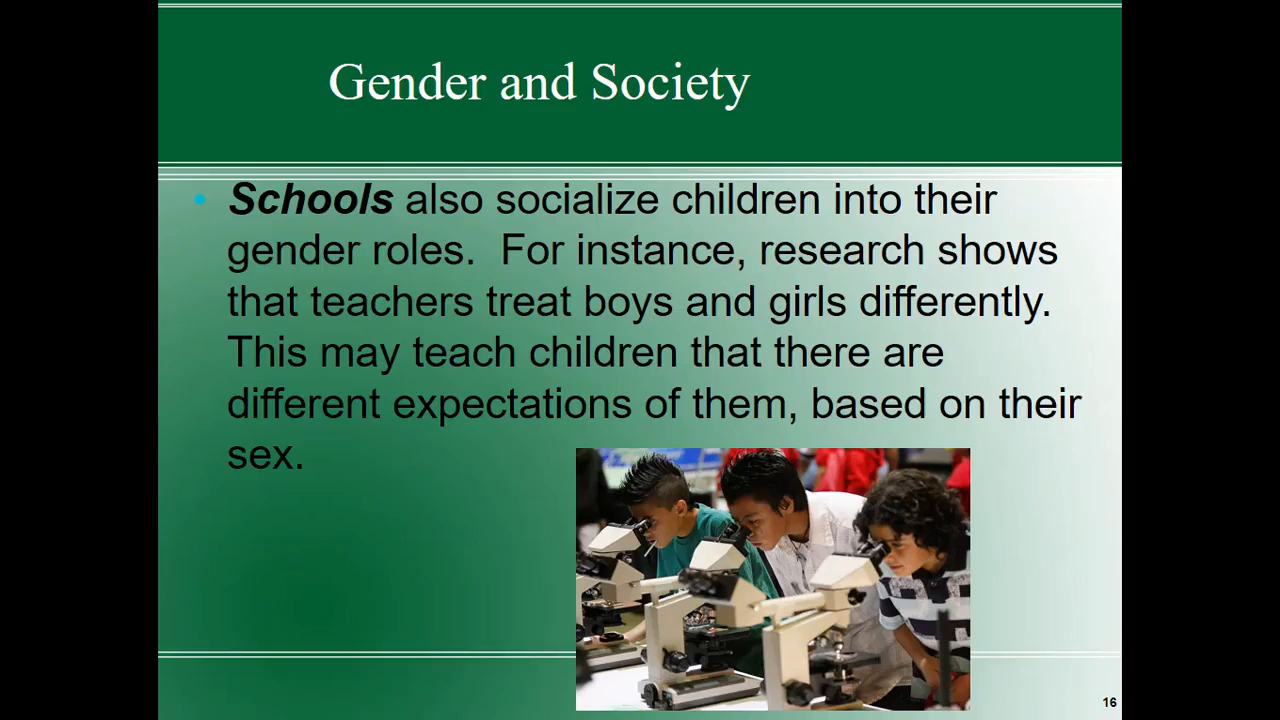 Gender and Society
• Schools also socialize children into their
gender roles.  For instance, research shows
that teachers treat boys and girls differently.
This may teach children that there are
different expectations of them, based on their
sex.
16